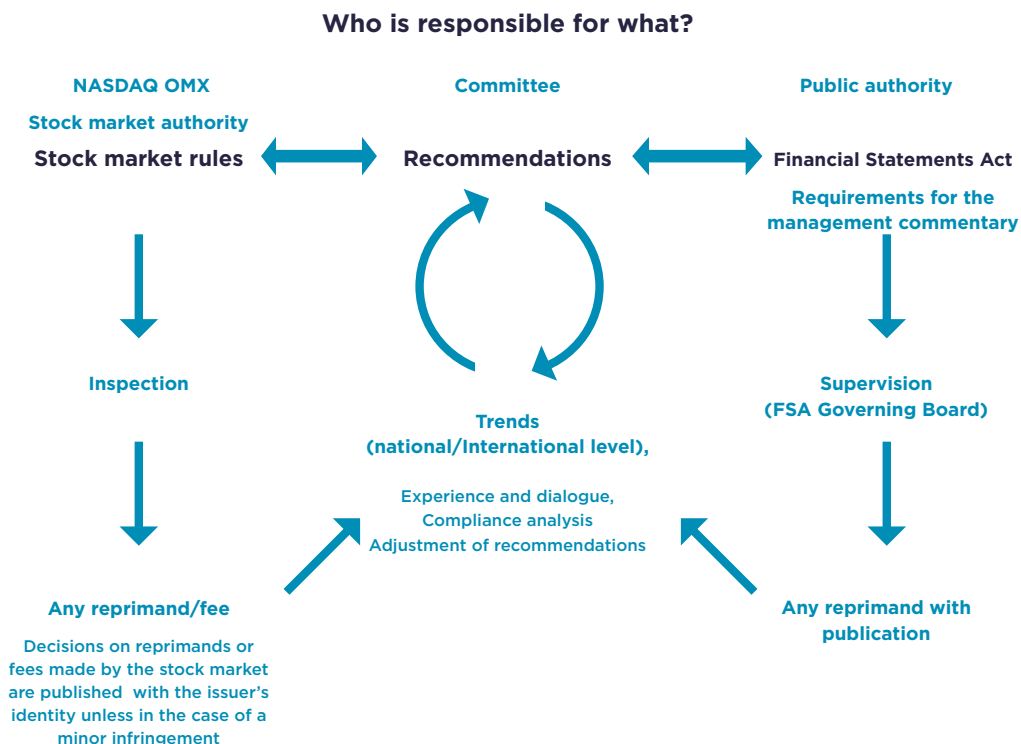 Who is responsible for what?
NASDAQ OMX
Stock market authority
Stock market rules
Committee
Recommendations
Public authority
Financial Statements Act
Requirements for the
management commentary
Inspection
Supervision
(FSA Governing Board)
Trends
(national/International level),
Experience and dialogue,
Compliance analysis
Adjustment of recommendations
Any reprimand/fee
Decisions on reprimands or
fees made by the stock market
are published with the issuer's
identity unless in the case of a
minor infringement
Any reprimand with
publication